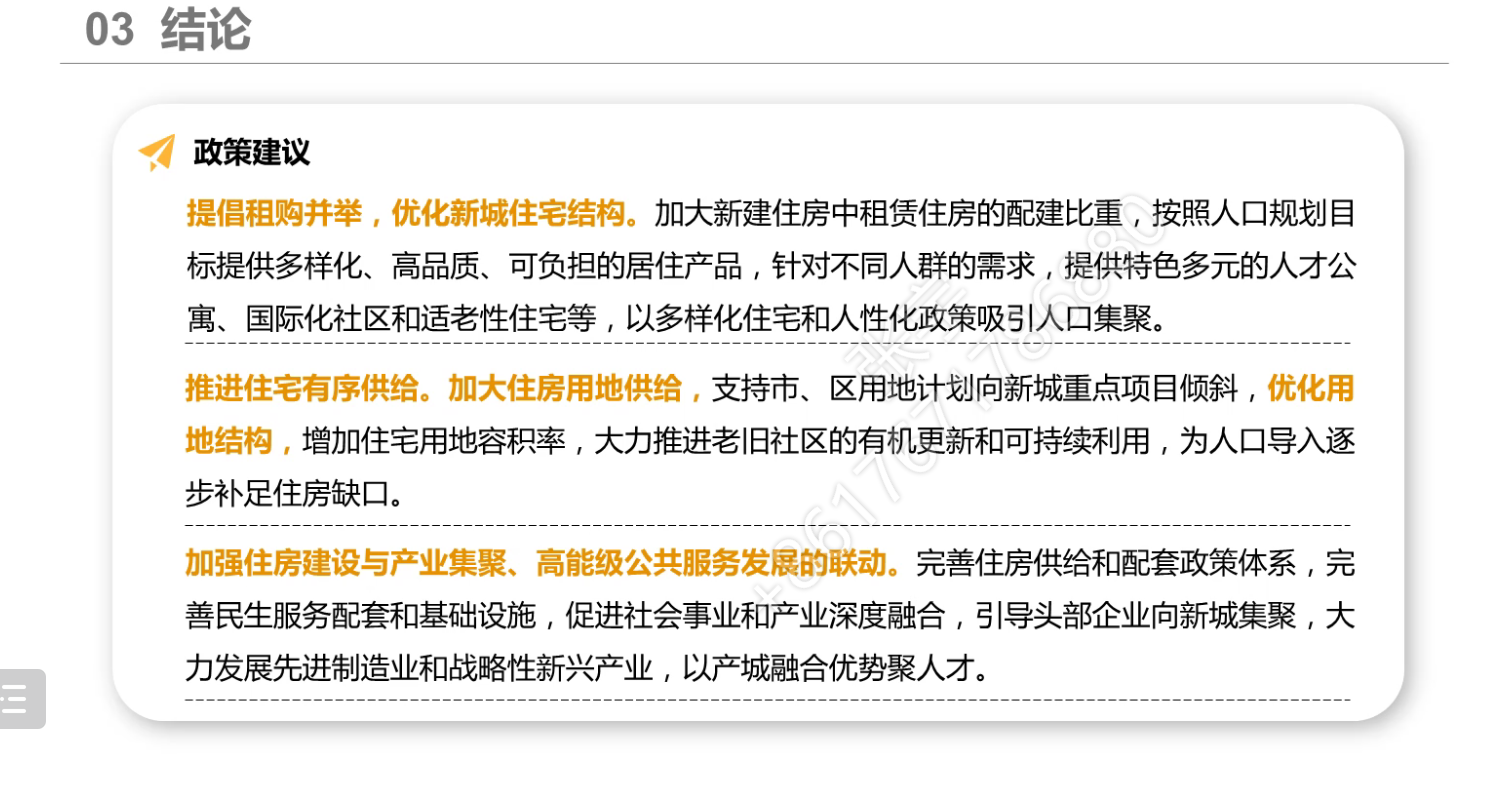 03 结论
政策建议
提倡租购并举，优化新城住宅结构。加大新建住房中租赁住房的配建比重，按照人口规划目
标提供多样化、高品质、可负担的居住产品，针对不同人群的需求，提供特色多元的人才公
寓、国际化社区和适老性住宅等，以多样化住宅和人性化政策吸引人口集聚。
推进住宅有序供给。加大住房用地供给，支持市、区用地计划向新城重点项目倾斜，优化用
地结构，增加住宅用地容积率，大力推进老旧社区的有机更新和可持续利用，为人口导入逐
步补足住房缺口。
加强住房建设与产业集聚、高能级公共服务发展的联动。完善住房供给和配套政策体系，完
善民生服务配套和基础设施，促进社会事业和产业深度融合，引导头部企业向新城集聚，大
力发展先进制造业和战略性新兴产业，以产城融合优势聚人才。